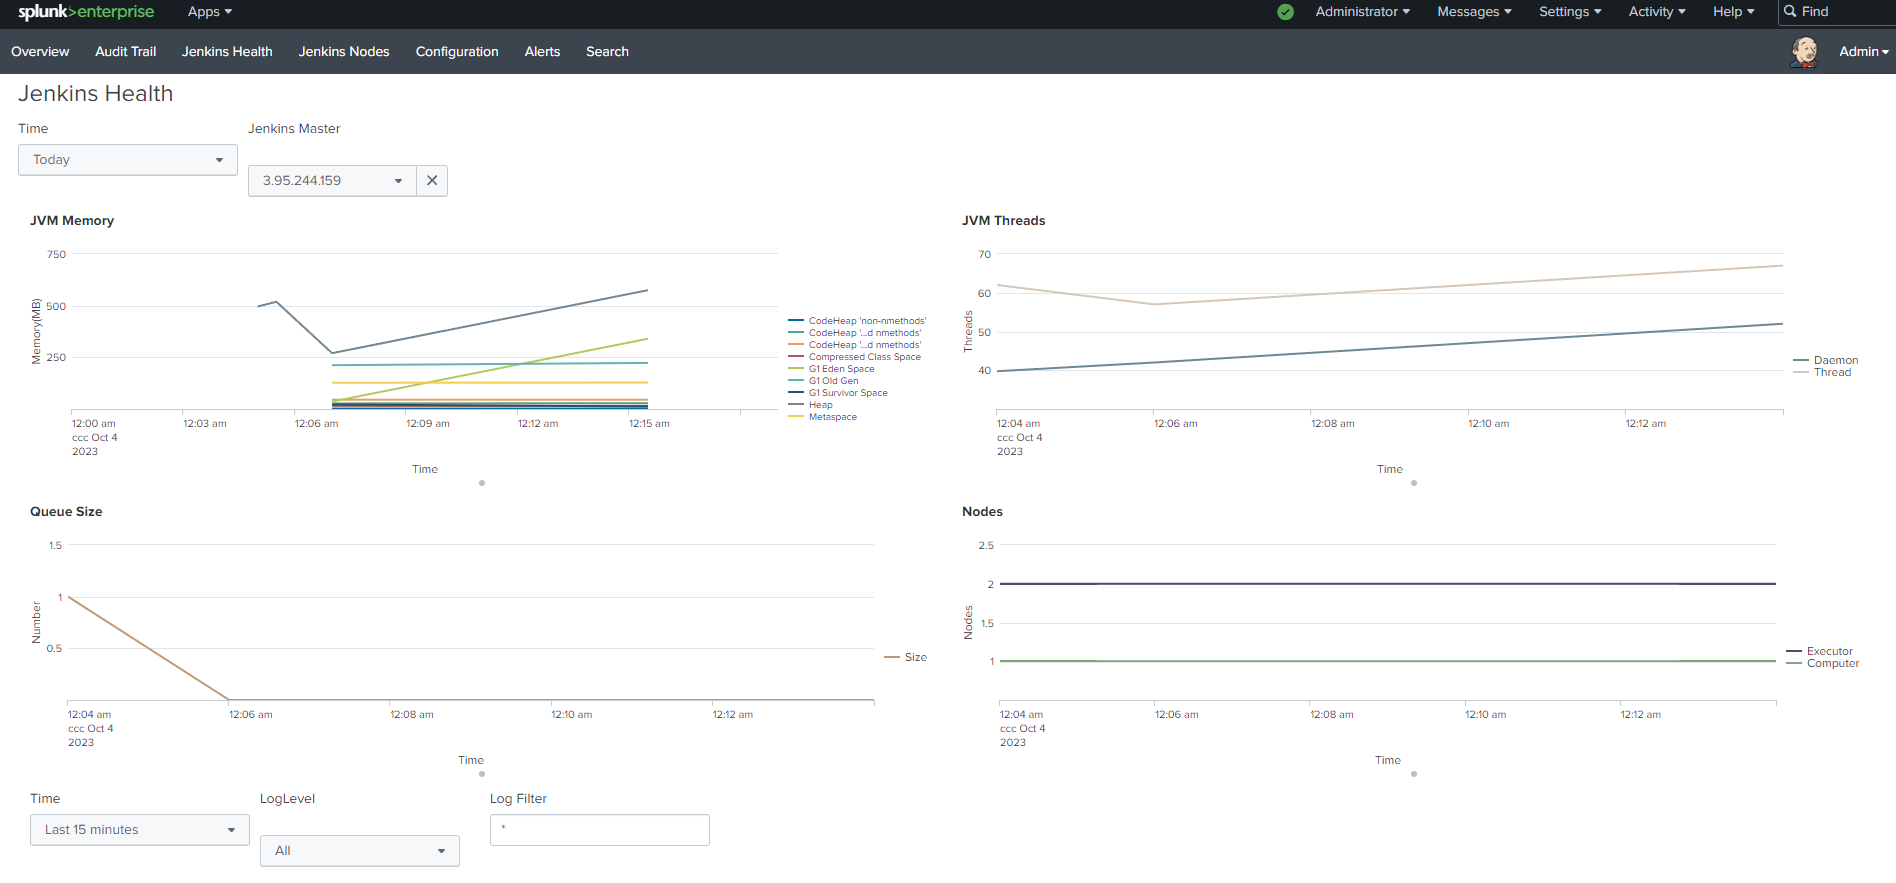 splunk>enterprise Apps Administrator Messages Settings Activity Help Find
Overview Audit Trail Jenkins Health Jenkins Nodes Configuration Alerts Search Admin
Jenkins Health
Time Jenkins Master
Today
3.95.244.159
JVM Memory
750
500
250
Memory(MB)
12:00 am 12:03 am 12:06 am 12:09 am 12:12 am 12:15 am
ccc Oct 4
2023
Time
CodeHeap 'non-nmethods'
CodeHeap '...d nmethods'
CodeHeap '...d nmethods'
Compressed Class Space
G1 Eden Space
G1 Old Gen
G1 Survivor Space
Heap
Metaspace
JVM Threads
70
60
50
40
Threads
12:04 am 12:06 am 12:08 am 12:10 am 12:12 am
ccc Oct 4
2023
Time
Daemon
Thread
Queue Size
1.5
1
0.5
Number
12:04 am 12:06 am 12:08 am 12:10 am 12:12 am
ccc Oct 4
2023
Time
Size
Nodes
2.5
2
1.5
1
Nodes
12:04 am 12:06 am 12:08 am 12:10 am 12:12 am
ccc Oct 4
2023
Time
Executor
Computer
Time LogLevel Log Filter
Last 15 minutes *
All